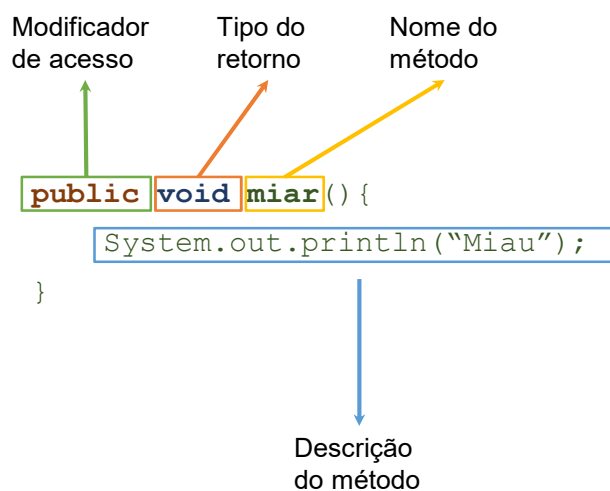 Modificador
de acesso
Tipo do
retorno
Nome do
método
public void miar(){
System.out.println(“Miau”);
}
Descrição
do método